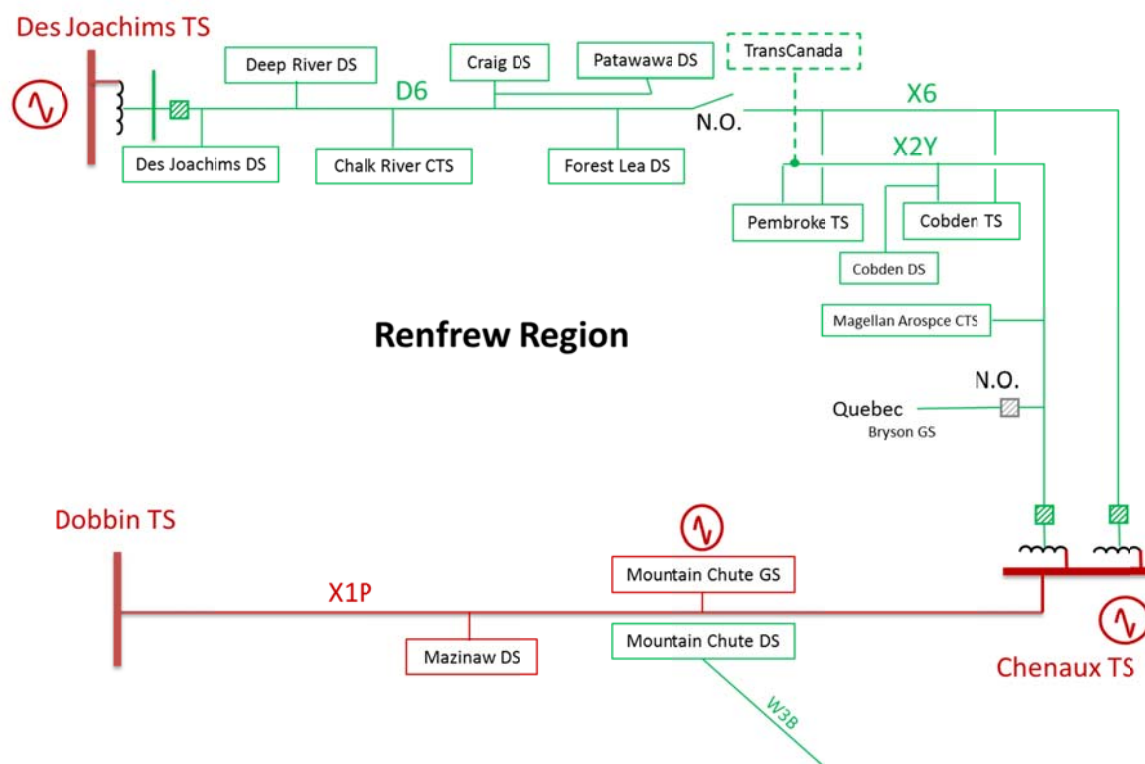 Des Joachims TS
Deep River DS
Craig DS
Patawawa DS
TransCanada
D6
X6
N.O.
X2Y
Des Joachims DS
Chalk River CTS
Forest Lea DS
Pembroke TS
Cobden TS
Cobden DS
Magellan Arospce CTS
Renfrew Region
N.O.
Quebec
Bryson GS
Dobbin TS
Mountain Chute GS
X1P
Mountain Chute DS
Mazinaw DS
Chenaux TS
W3B